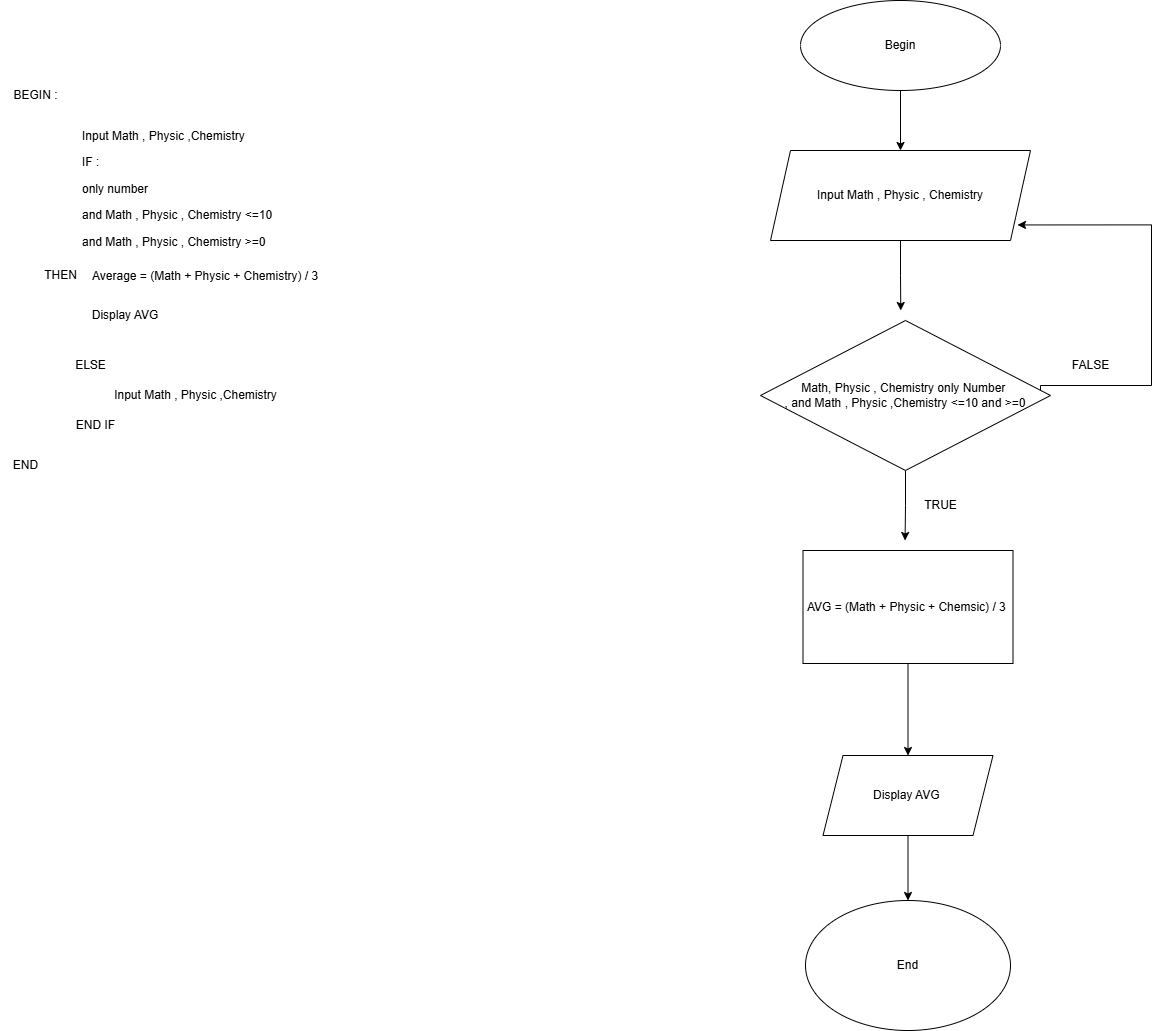 BEGIN :
Input Math , Physic ,Chemistry
IF :
only number
and Math , Physic , Chemistry <=10
and Math , Physic , Chemistry >=0
THEN Average = (Math + Physic + Chemistry) / 3
Display AVG
ELSE
Input Math , Physic ,Chemistry
END IF
END
Begin
Input Math , Physic , Chemistry
Math, Physic , Chemistry only Number
, and Math , Physic ,Chemistry <=10 and >=0
FALSE
TRUE
AVG = (Math + Physic + Chemsic) / 3
Display AVG
End